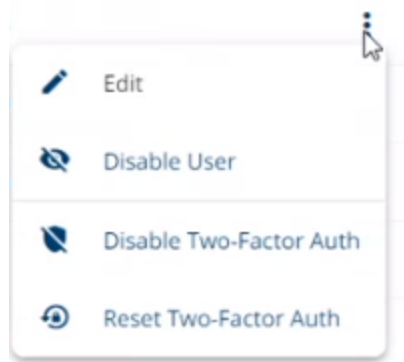 Edit
Disable User
Disable Two-Factor Auth
Reset Two-Factor Auth